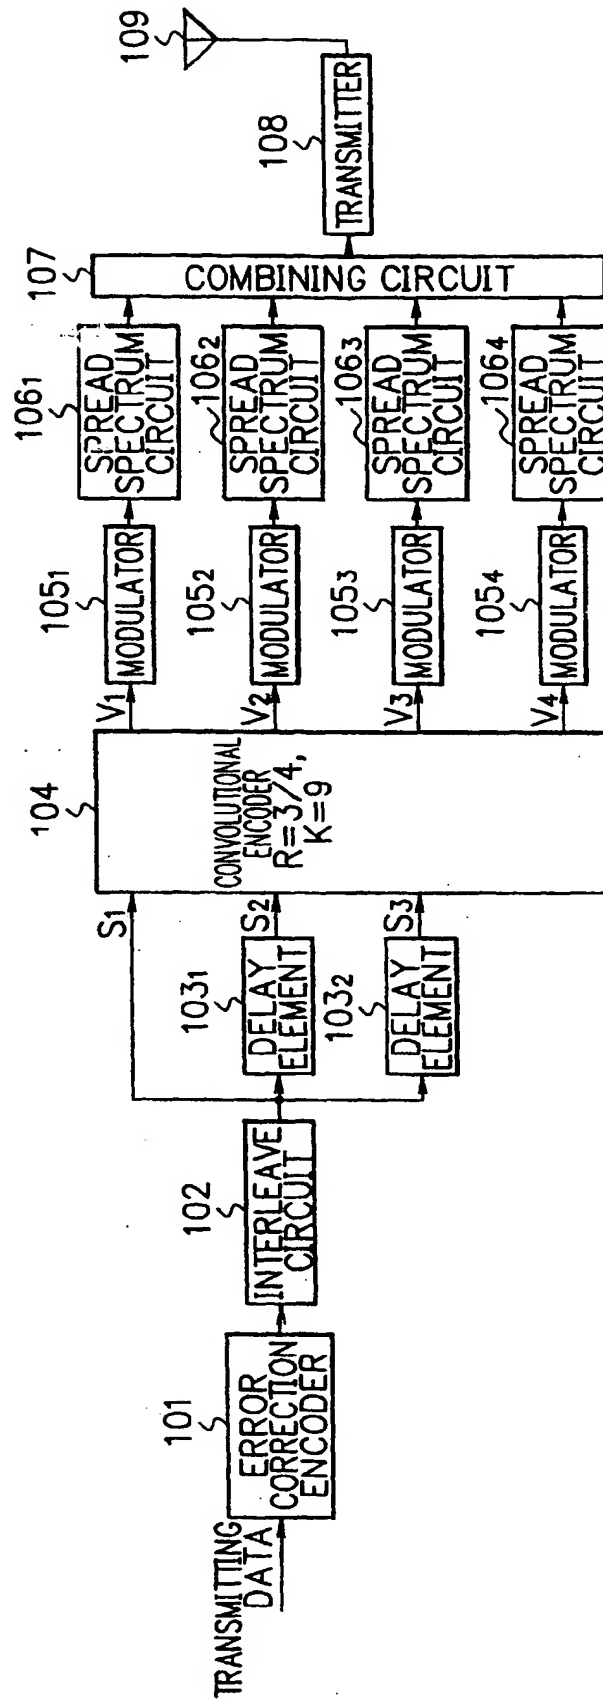 TRANSMITTING
DATA
101
ERROR
CORRECTION
ENCODER
102
INTERLEAVE
CIRCUIT
S1
1031
DELAY
ELEMENT
S2
1032
DELAY
ELEMENT
S3
104
CONVOLUTIONAL
ENCODER
R=3/4,
K=9
V1
V2
V3
V4
1051
MODULATOR
1052
MODULATOR
1053
MODULATOR
1054
MODULATOR
1061
SPREAD
SPECTRUM
CIRCUIT
1062
SPREAD
SPECTRUM
CIRCUIT
1063
SPREAD
SPECTRUM
CIRCUIT
1064
SPREAD
SPECTRUM
CIRCUIT
107
COMBINING CIRCUIT
108
TRANSMITTER
109